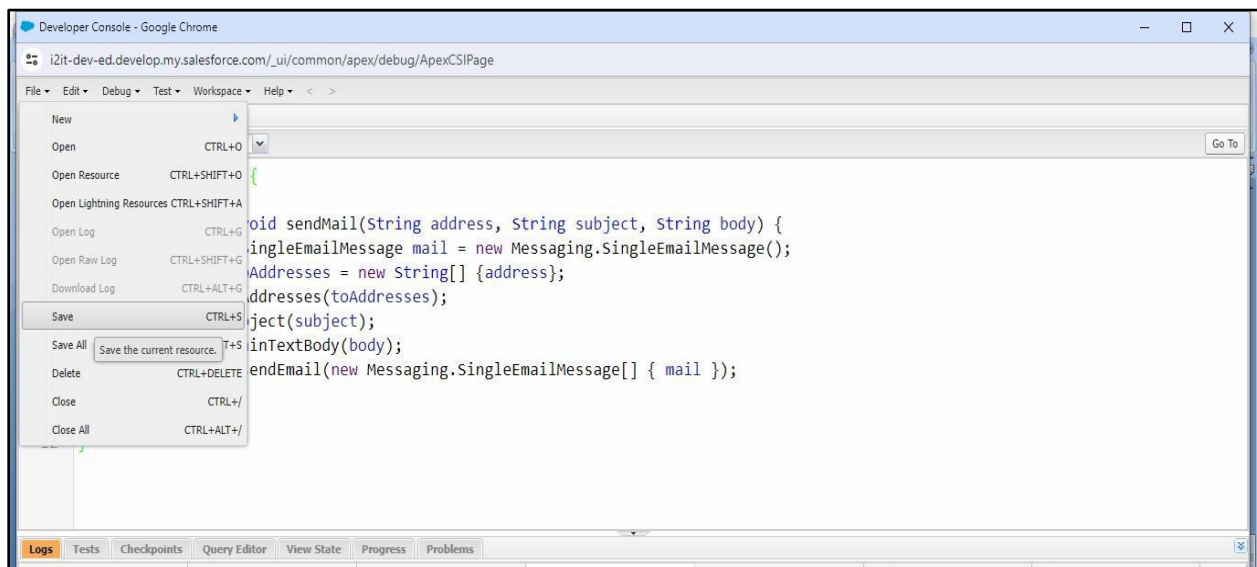 Developer Console - Google Chrome
i2it-dev-ed.develop.my.salesforce.com/_ui/common/apex/debug/ApexCSIPage
File Edit Debug Test Workspace Help < >
New
Open CTRL+O
Go To
Open Resource CTRL+SHIFT+O {
Open Lightning Resources CTRL+SHIFT+A
oid sendMail(String address, String subject, String body) {
Open Log CTRL+G
ingleEmailMessage mail = new Messaging.SingleEmailMessage();
Open Raw Log CTRL+SHIFT+G
Addresses = new String[] {address};
Download Log CTRL+ALT+G
ddresses(toAddresses);
Save CTRL+S
ject(subject);
Save All T+S
Save the current resource.
inTextBody(body);
Delete CTRL+DELETE
endEmail(new Messaging.SingleEmailMessage[] { mail });
Close CTRL+/
Close All CTRL+ALT+/
}
Logs Tests Checkpoints Query Editor View State Progress Problems